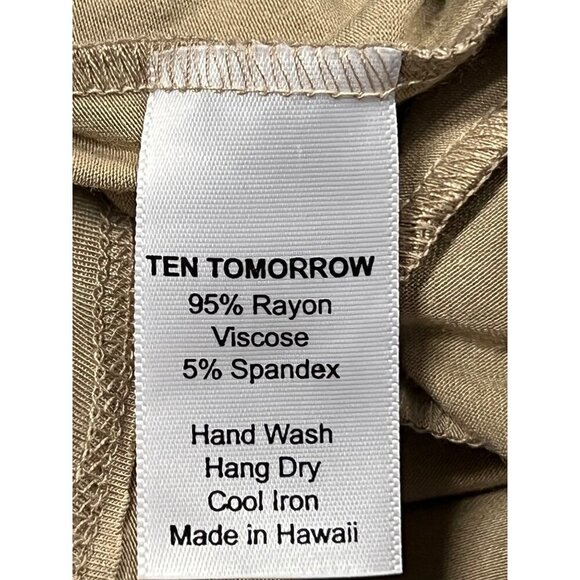 TEN TOMORROW
95% Rayon
Viscose
5% Spandex
Hand Wash
Hang Dry
Cool Iron
Made in Hawaii